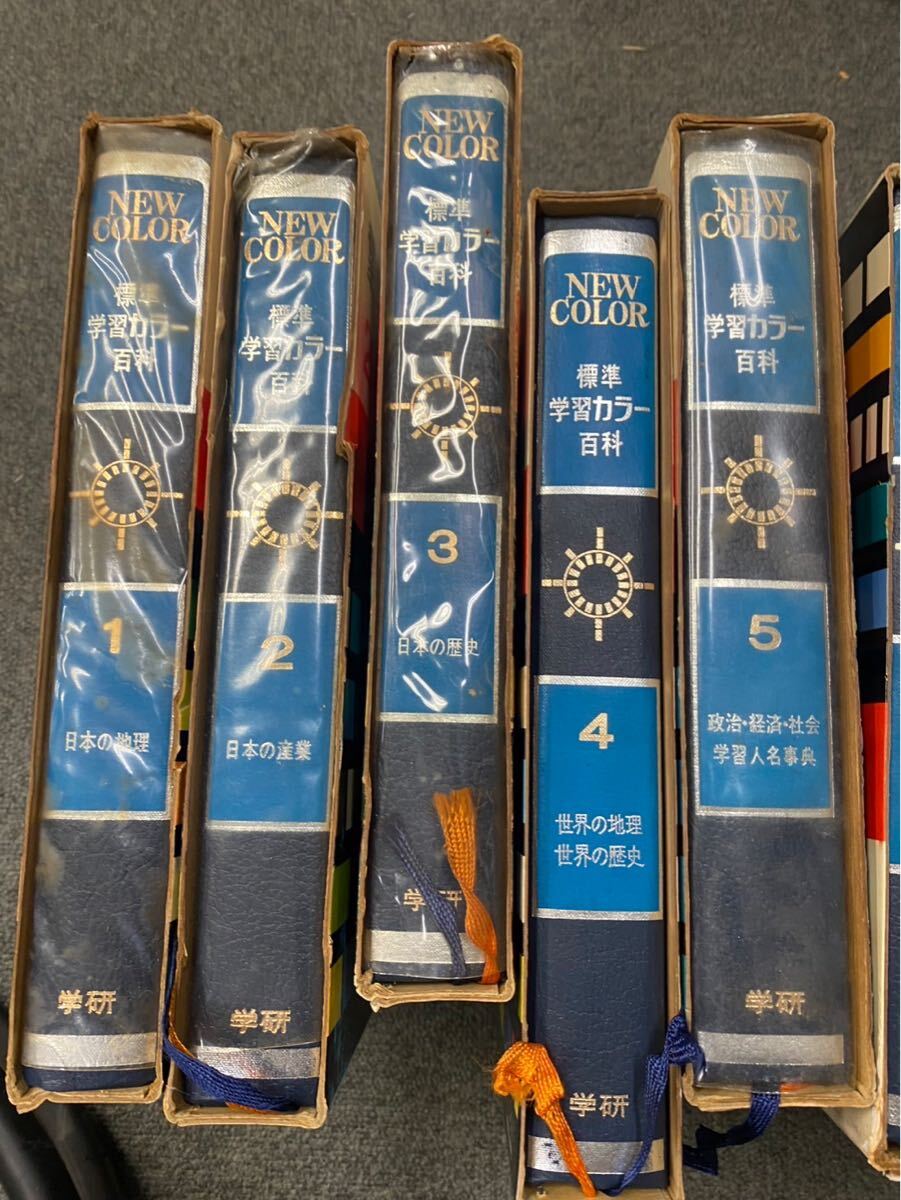 NEW
COLOR
標準
学習カラー
百科
1
日本の地理
学研
NEW
COLOR
標準
学習カラー
百科
2
日本の産業
学研
NEW
COLOR
標準
学習カラー
百科
3
日本の歴史
学研
NEW
COLOR
標準
学習カラー
百科
4
世界の地理
世界の歴史
学研
NEW
COLOR
標準
学習カラー
百科
5
政治・経済・社会
学習人名事典
学研